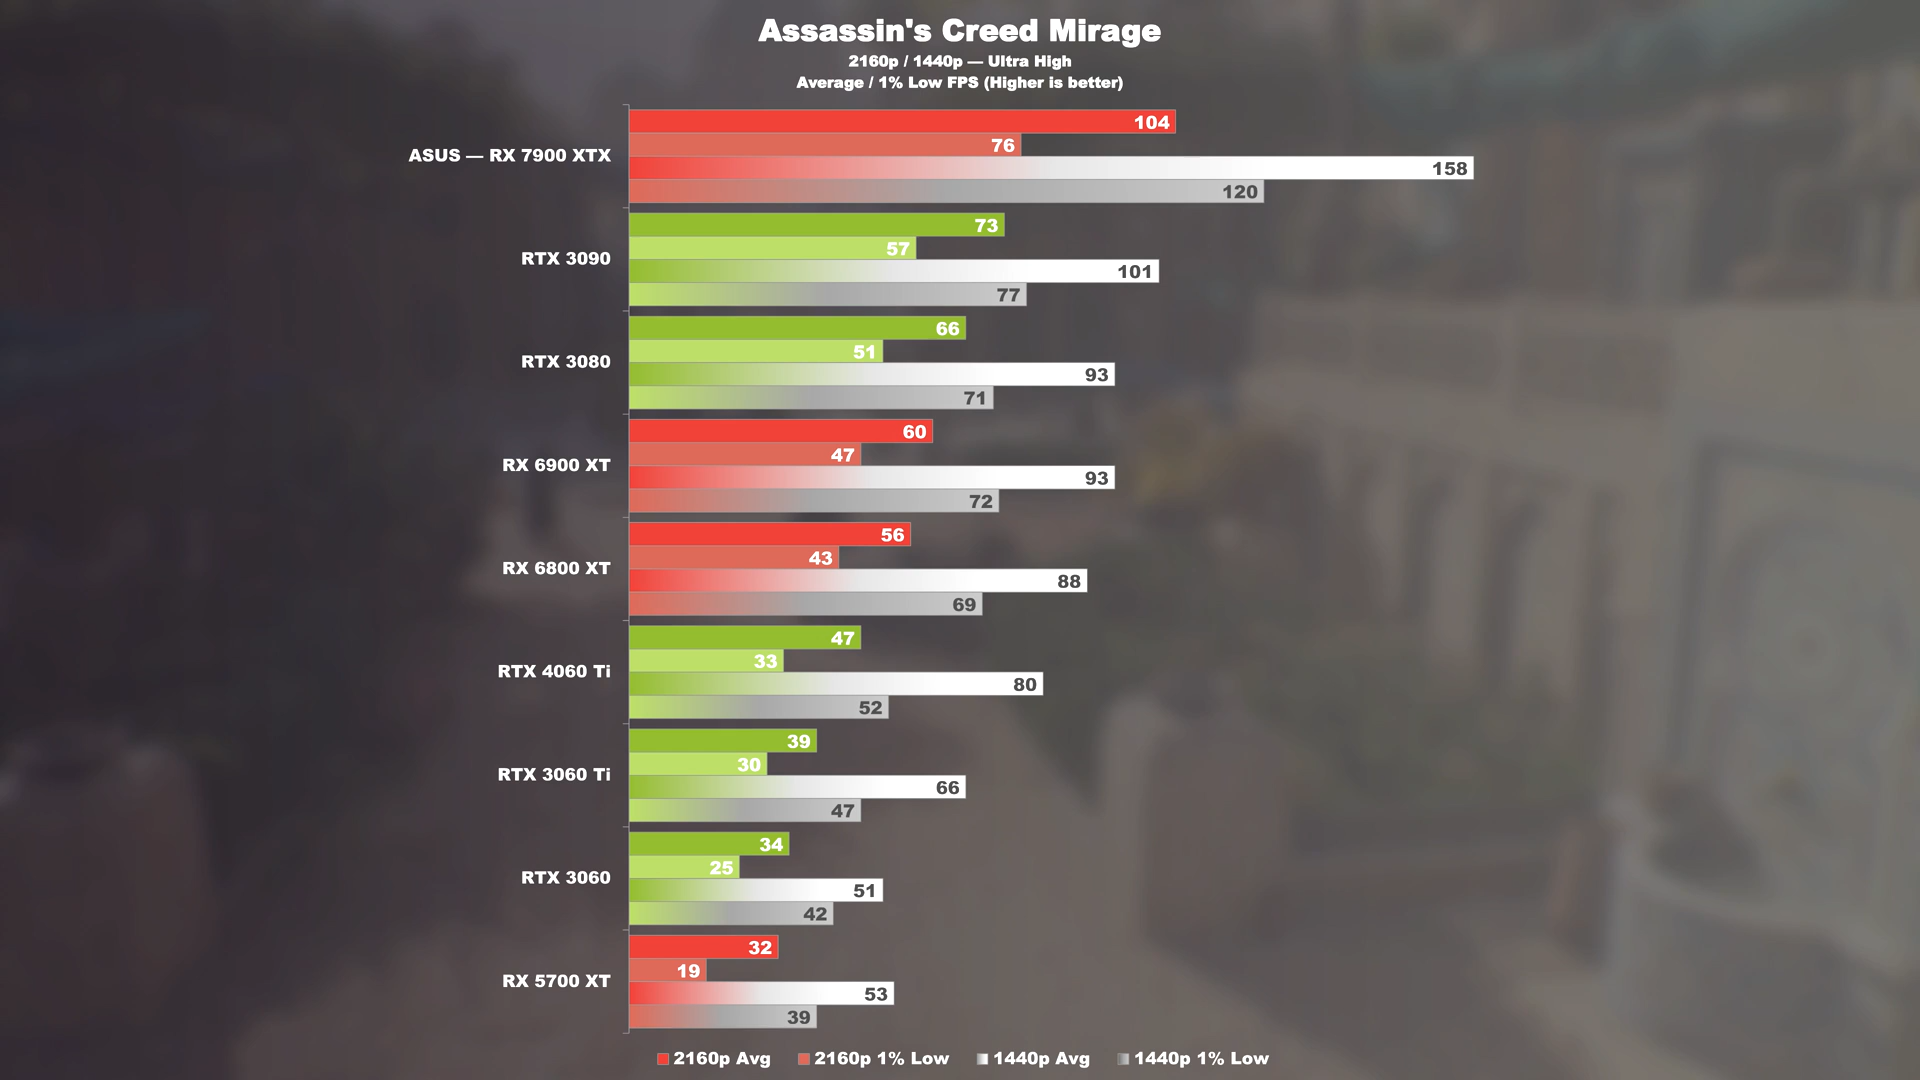 Assassin's Creed Mirage
2160p / 1440p — Ultra High
Average / 1% Low FPS (Higher is better)
104
76
ASUS — RX 7900 XTX
158
120
73
57
RTX 3090
101
77
66
51
RTX 3080
93
71
60
47
RX 6900 XT
93
72
56
43
RX 6800 XT
88
69
47
33
RTX 4060 Ti
80
52
39
30
RTX 3060 Ti
66
47
34
25
RTX 3060
51
42
32
19
RX 5700 XT
53
39
2160p Avg 2160p 1% Low 1440p Avg 1440p 1% Low